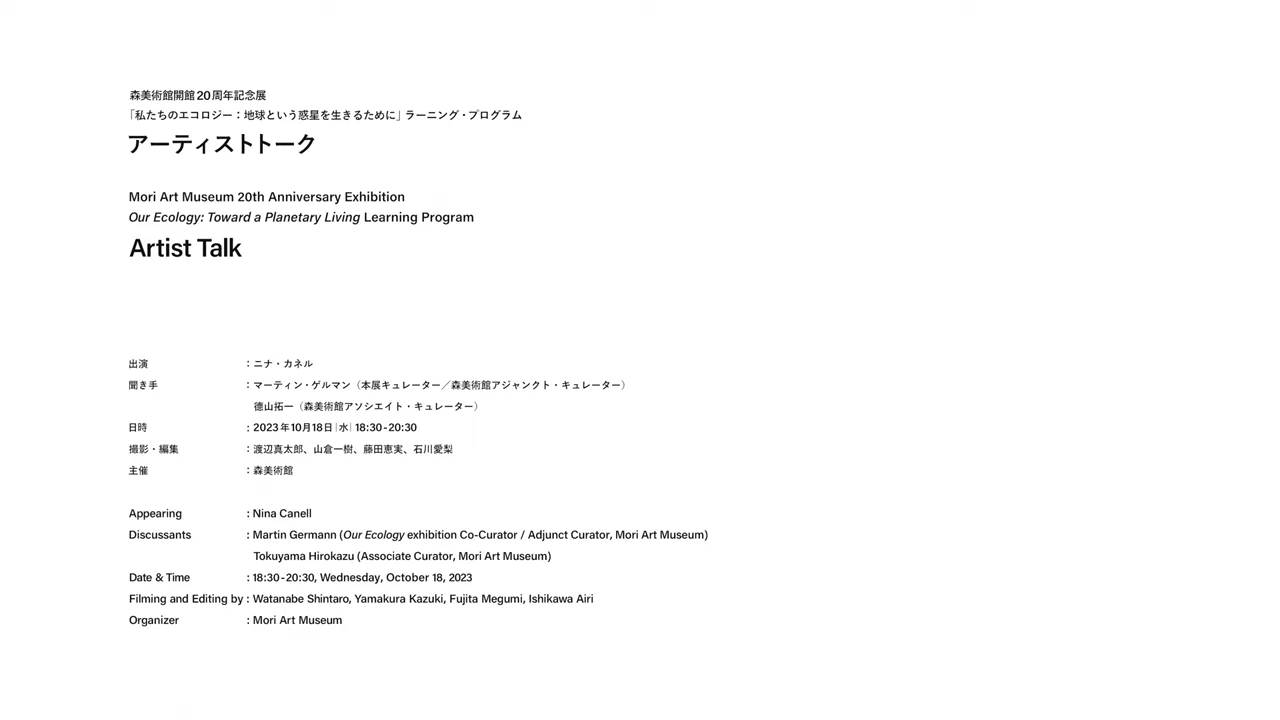 森美術館開館20周年記念展
「私たちのエコロジー：地球という惑星を生きるために」ラーニング・プログラム
アーティストトーク
Mori Art Museum 20th Anniversary Exhibition
Our Ecology: Toward a Planetary Living Learning Program
Artist Talk
出演 ：ニナ・カネル
聞き手 ：マーティン・ゲルマン（本展キュレーター／森美術館アジャンクト・キュレーター）
德山拓一（森美術館アソシエイト・キュレーター）
日時 ：2023年10月18日｜水｜18:30-20:30
撮影・編集 ：渡辺真太郎、山倉一樹、藤田恵実、石川愛梨
主催 ：森美術館
Appearing : Nina Canell
Discussants : Martin Germann (Our Ecology exhibition Co-Curator / Adjunct Curator, Mori Art Museum)
Tokuyama Hirokazu (Associate Curator, Mori Art Museum)
Date & Time : 18:30-20:30, Wednesday, October 18, 2023
Filming and Editing by : Watanabe Shintaro, Yamakura Kazuki, Fujita Megumi, Ishikawa Airi
Organizer : Mori Art Museum